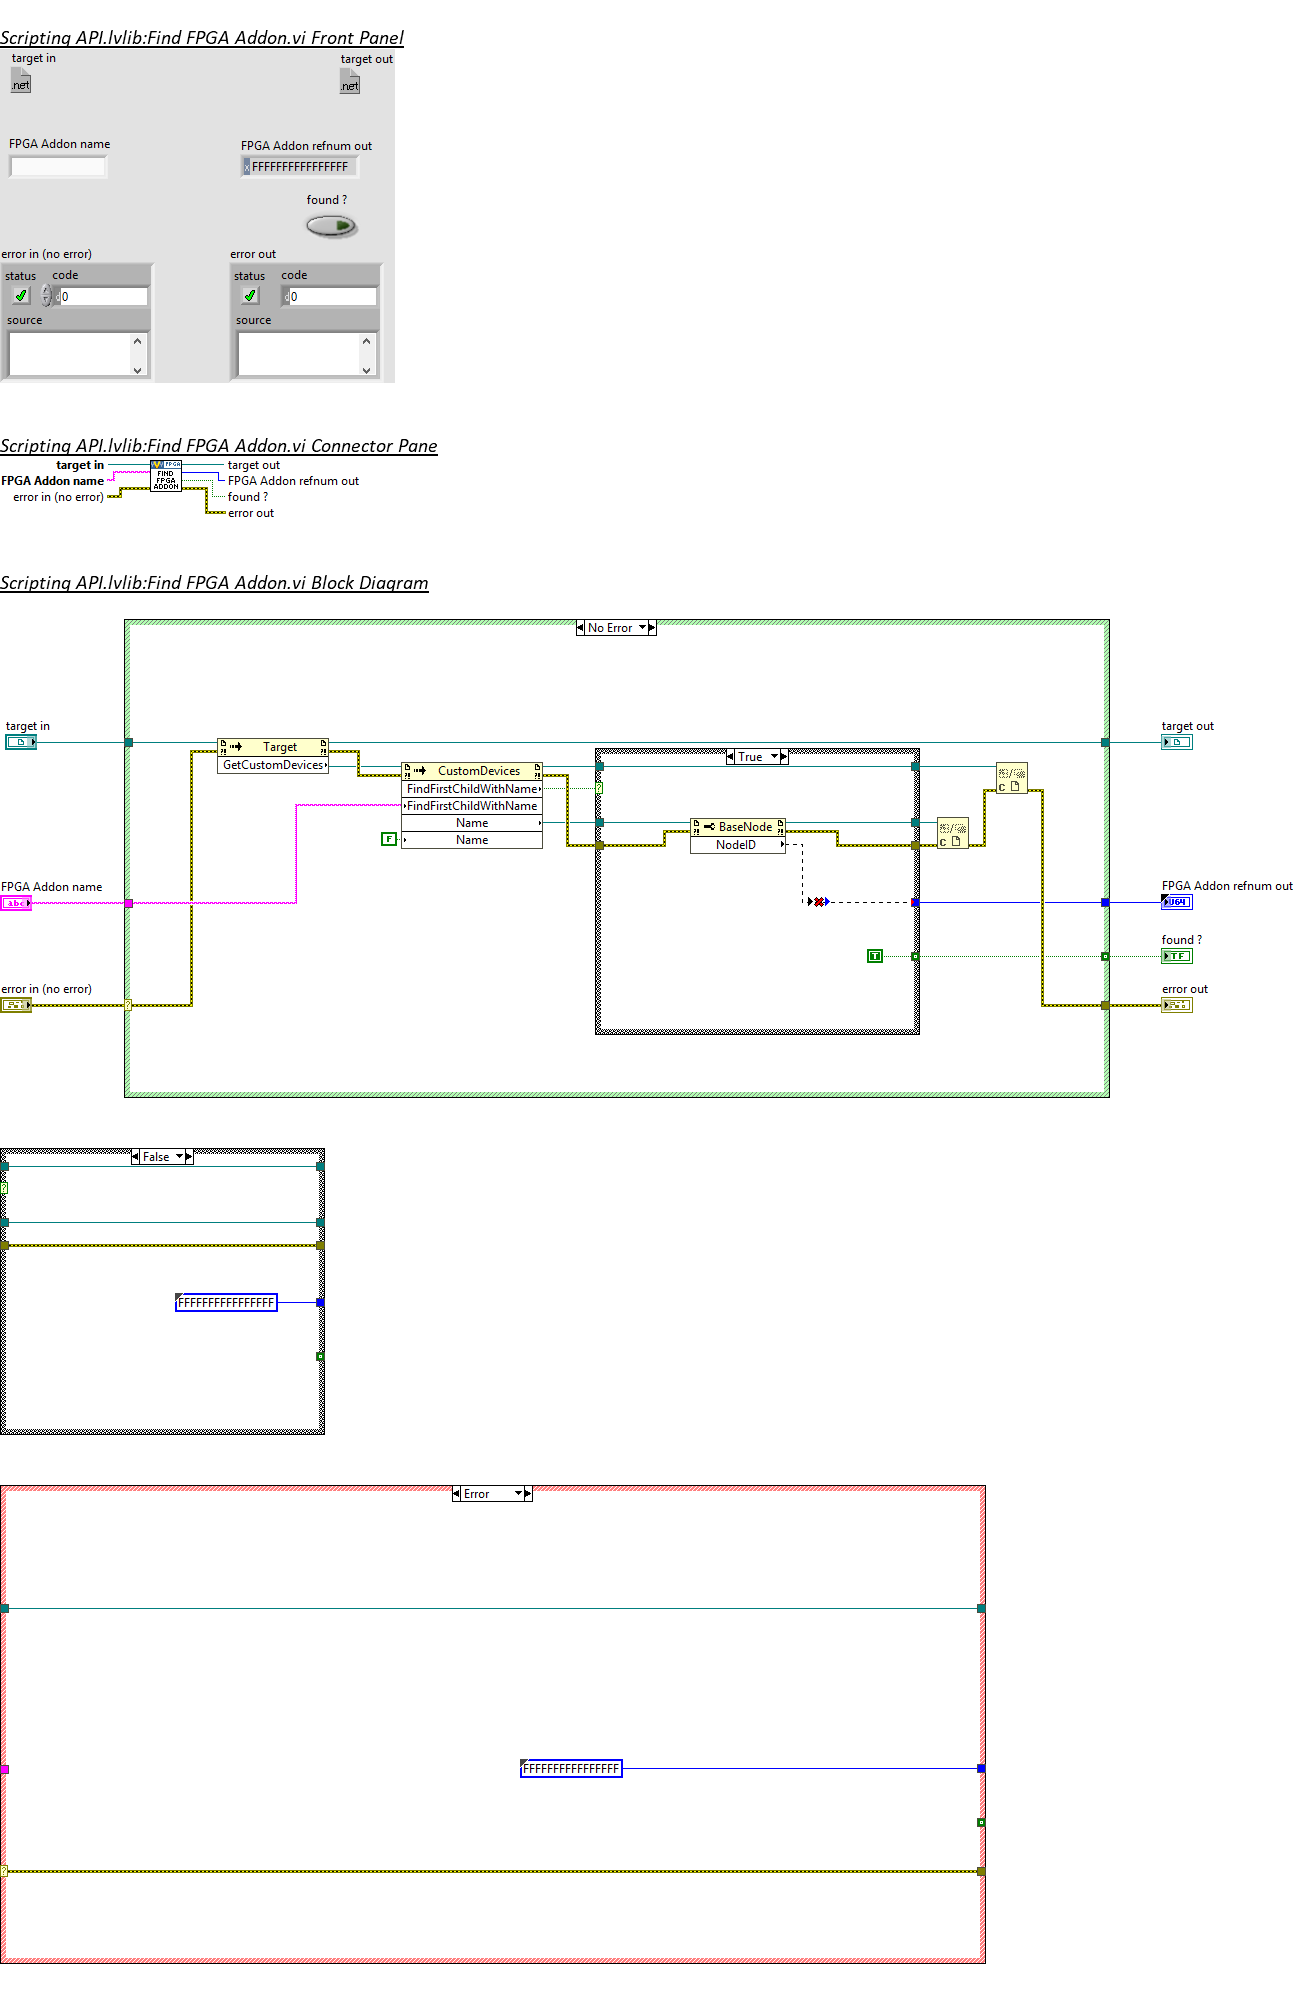 Scripting API.lvlib:Find FPGA Addon.vi Front Panel
target in
target out
.net
.net
FPGA Addon name
FPGA Addon refnum out
x FFFFFFFFFFFFFFFF
found ?
error in (no error)
error out
status code
status code
d0
d0
source
source
Scripting API.lvlib:Find FPGA Addon.vi Connector Pane
target in
FPGA Addon name
error in (no error)
FPGA
FIND
FPGA
ADDON
target out
FPGA Addon refnum out
found ?
error out
Scripting API.lvlib:Find FPGA Addon.vi Block Diagram
No Error
target in
target out
Target
GetCustomDevices
True
CustomDevices
FindFirstChildWithName
FindFirstChildWithName
Name
F
Name
?
BaseNode
NodeID
C
C
FPGA Addon name
abc
FPGA Addon refnum out
U64
found ?
T
TF
error in (no error)
?
error out
False
?
FFFFFFFFFFFFFFFF
Error
FFFFFFFFFFFFFFFF
?